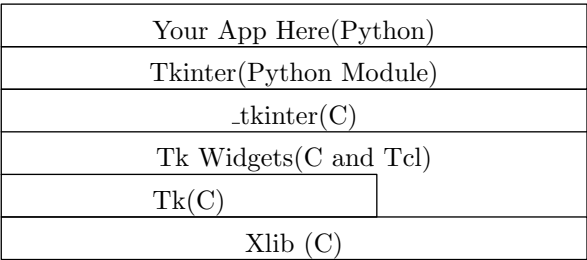 Your App Here(Python)
Tkinter(Python Module)
_tkinter(C)
Tk Widgets(C and Tcl)
Tk(C)
Xlib (C)